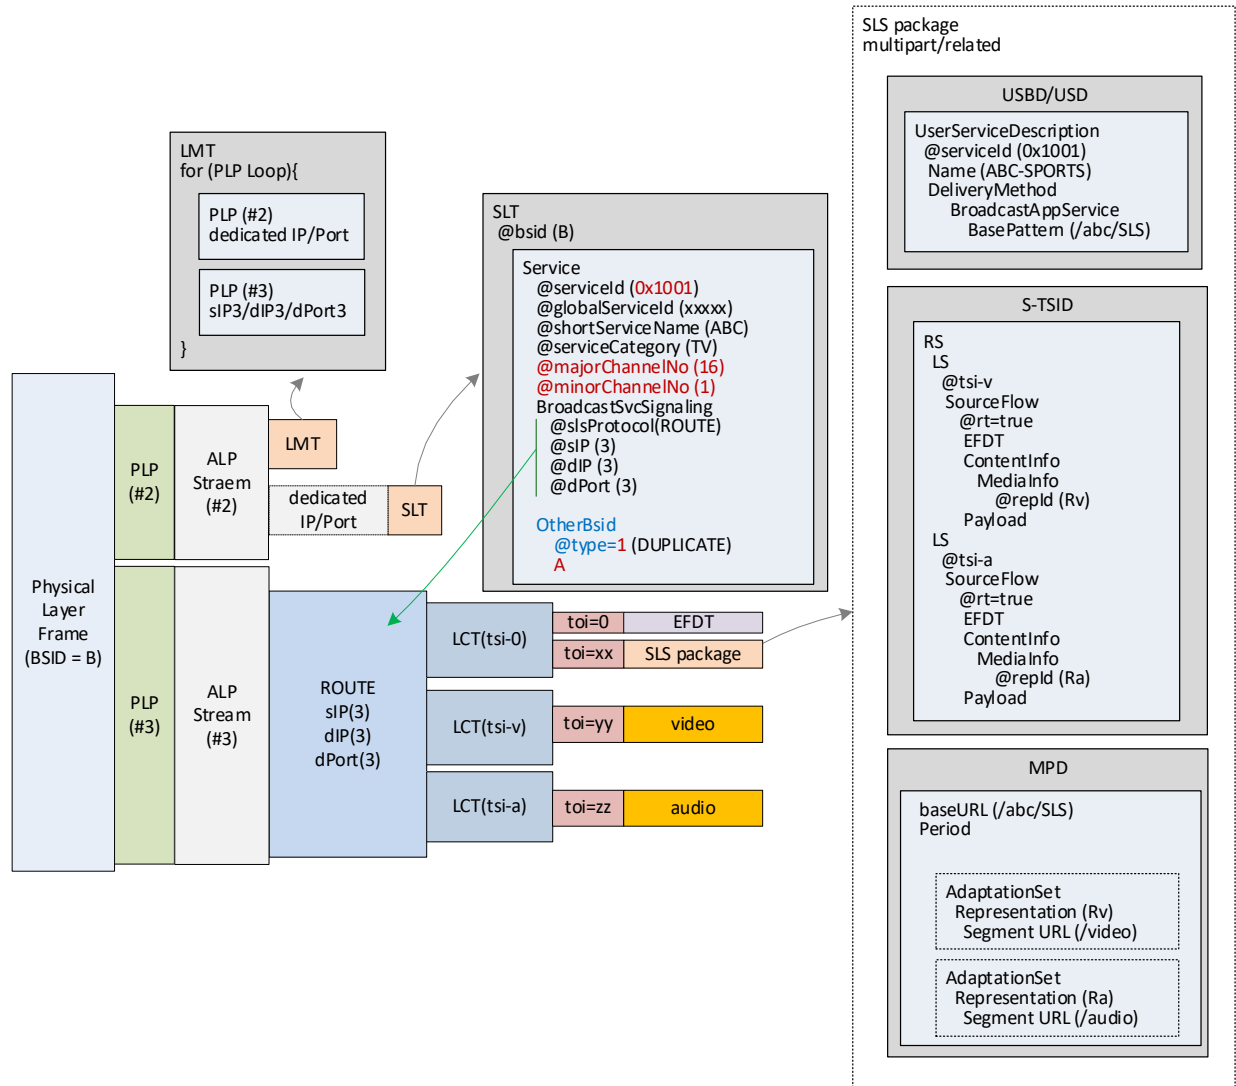 SLS package
multipart/related
USBD/USD
UserServiceDescription
@serviceId (0x1001)
Name (ABC-SPORTS)
DeliveryMethod
BroadcastAppService
BasePattern (/abc/SLS)
LMT
for (PLP Loop){
PLP (#2)
dedicated IP/Port
PLP (#3)
sIP3/dIP3/dPort3
}
SLT
@bsid (B)
Service
@serviceId (0x1001)
@globalServiceId (xxxxx)
@shortServiceName (ABC)
@serviceCategory (TV)
@majorChannelNo (16)
@minorChannelNo (1)
BroadcastSvcSignaling
@slsProtocol(ROUTE)
@sIP (3)
@dIP (3)
@dPort (3)
OtherBsid
@type=1 (DUPLICATE)
A
S-TSID
RS
LS
@tsi-v
SourceFlow
@rt=true
EFDT
ContentInfo
MediaInfo
@repId (Rv)
Payload
LS
@tsi-a
SourceFlow
@rt=true
EFDT
ContentInfo
MediaInfo
@repId (Ra)
Payload
Physical
Layer
Frame
(BSID = B)
PLP
(#2)
ALP
Straem
(#2)
LMT
dedicated
IP/Port
SLT
PLP
(#3)
ALP
Stream
(#3)
ROUTE
sIP(3)
dIP(3)
dPort(3)
LCT(tsi-0)
toi=0
EFDT
toi=xx
SLS package
LCT(tsi-v)
toi=yy
video
LCT(tsi-a)
toi=zz
audio
MPD
baseURL (/abc/SLS)
Period
AdaptationSet
Representation (Rv)
Segment URL (/video)
AdaptationSet
Representation (Ra)
Segment URL (/audio)